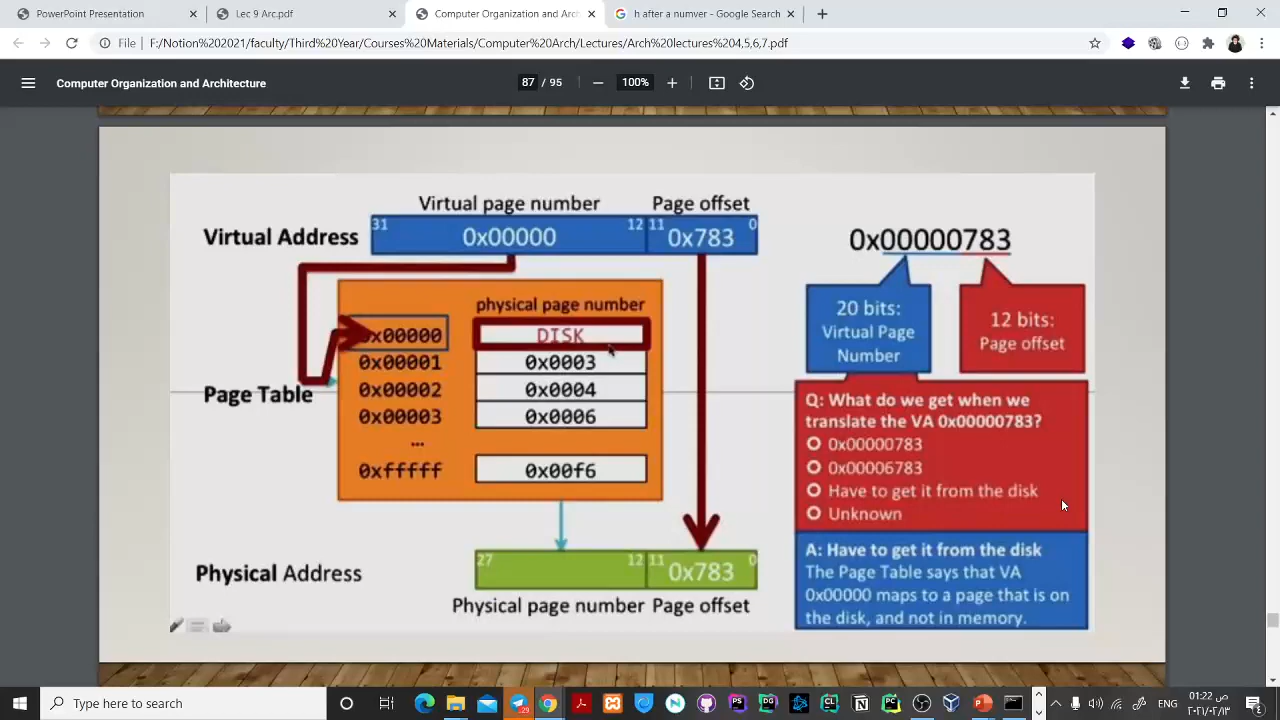 PowerPoint Presentation
Lec 9 Arc.pdf
Computer Organization and Arch
h after a numver - Google Search
File
F:/Notion%202021/faculty/Third%20Year/Courses%20Materials/Computer%20Arch/Lectures/Arch%20lectures%204,5,6,7.pdf
Computer Organization and Architecture
87 / 95
100%
Virtual page number
Page offset
Virtual Address
31
0x00000
12
11
0x783
0
0x00000783
20 bits:
Virtual Page
Number
12 bits:
Page offset
physical page number
0x00000
DISK
0x00001
0x0003
0x00002
0x0004
Page Table
0x00003
0x0006
...
0xfffff
0x00f6
Q: What do we get when we
translate the VA 0x00000783?
0x00000783
0x00006783
Have to get it from the disk
Unknown
A: Have to get it from the disk
The Page Table says that VA
0x00000 maps to a page that is on
the disk, and not in memory.
Physical Address
27
12
11
0x783
0
Physical page number
Page offset
Type here to search
29
PS
DG
CL
N
PC
ENG
01:22 ص